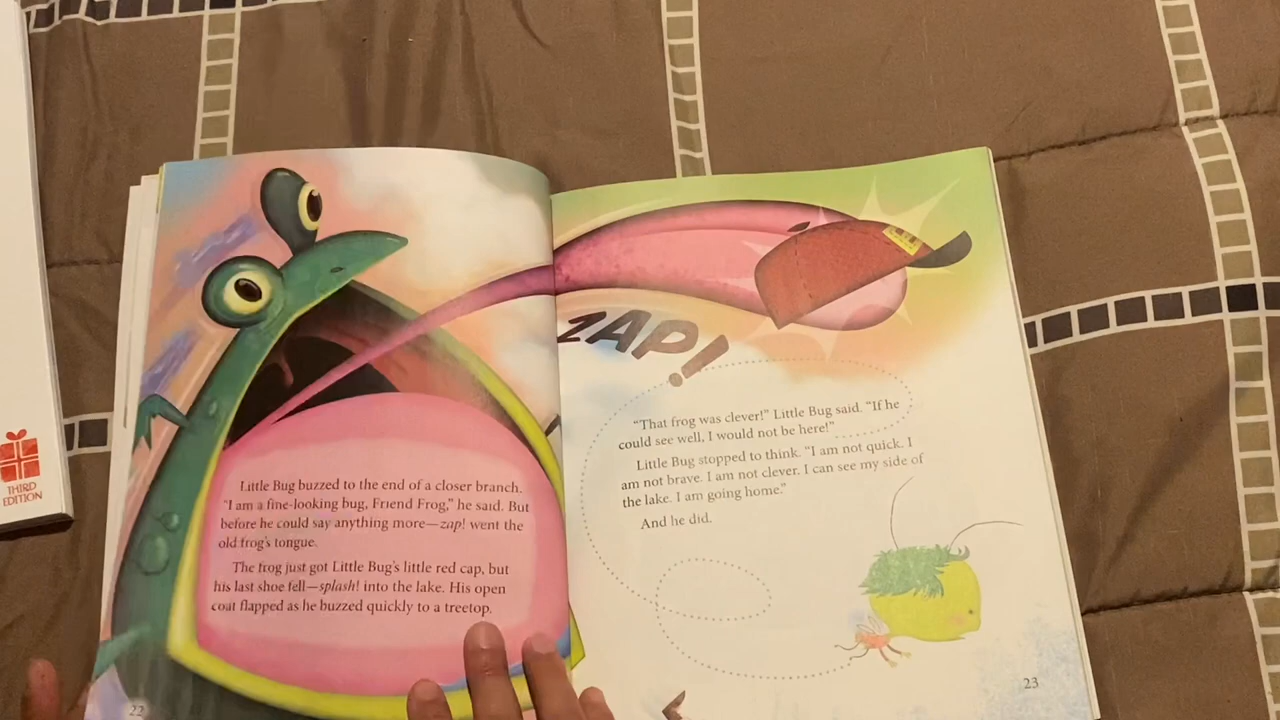 Little Bug buzzed to the end of a closer branch.
"I am a fine-looking bug, Friend Frog," he said. But
before he could say anything more—zap! went the
old frog's tongue.
The frog just got Little Bug's little red cap, but
his last shoe fell—splash! into the lake. His open
coat flapped as he buzzed quickly to a treetop.
22
ZAP!
"That frog was clever!" Little Bug said. "If he
could see well, I would not be here!"
Little Bug stopped to think. "I am not quick. I
am not brave. I am not clever. I can see my side of
the lake. I am going home."
And he did.
23
THIRD
EDITION